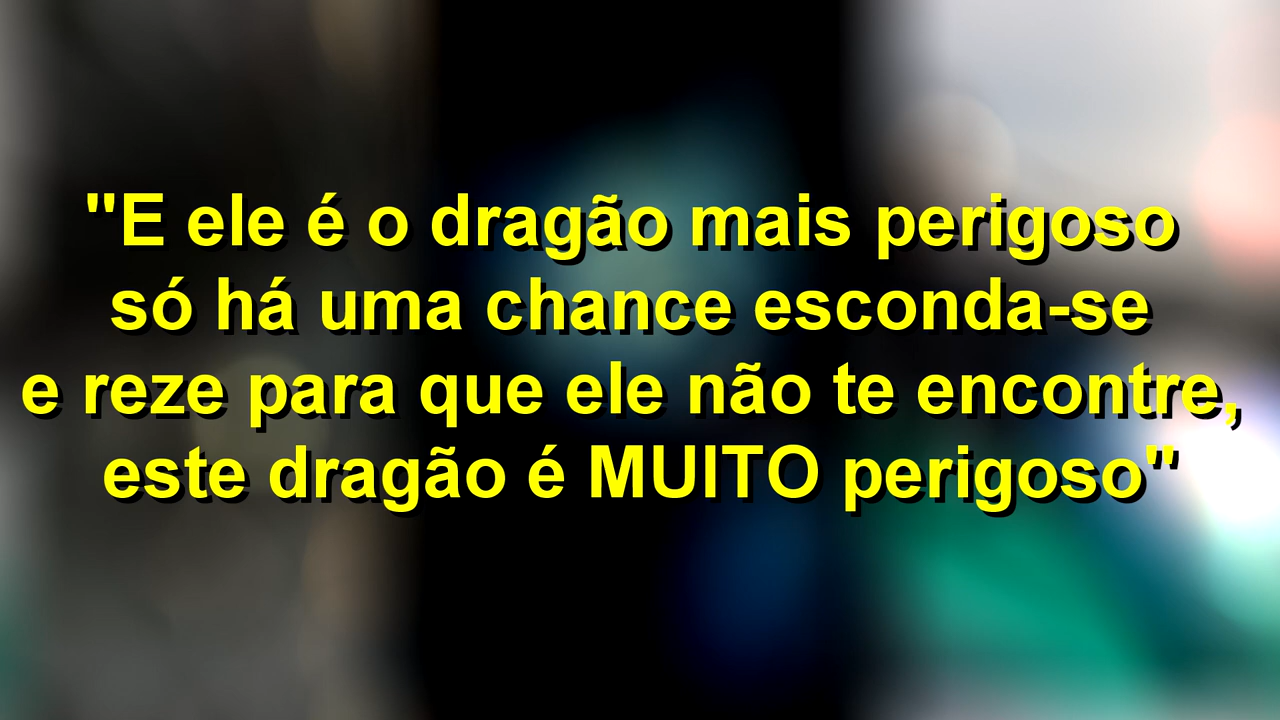 "E ele é o dragão mais perigoso
só há uma chance esconda-se
e reze para que ele não te encontre,
este dragão é MUITO perigoso"